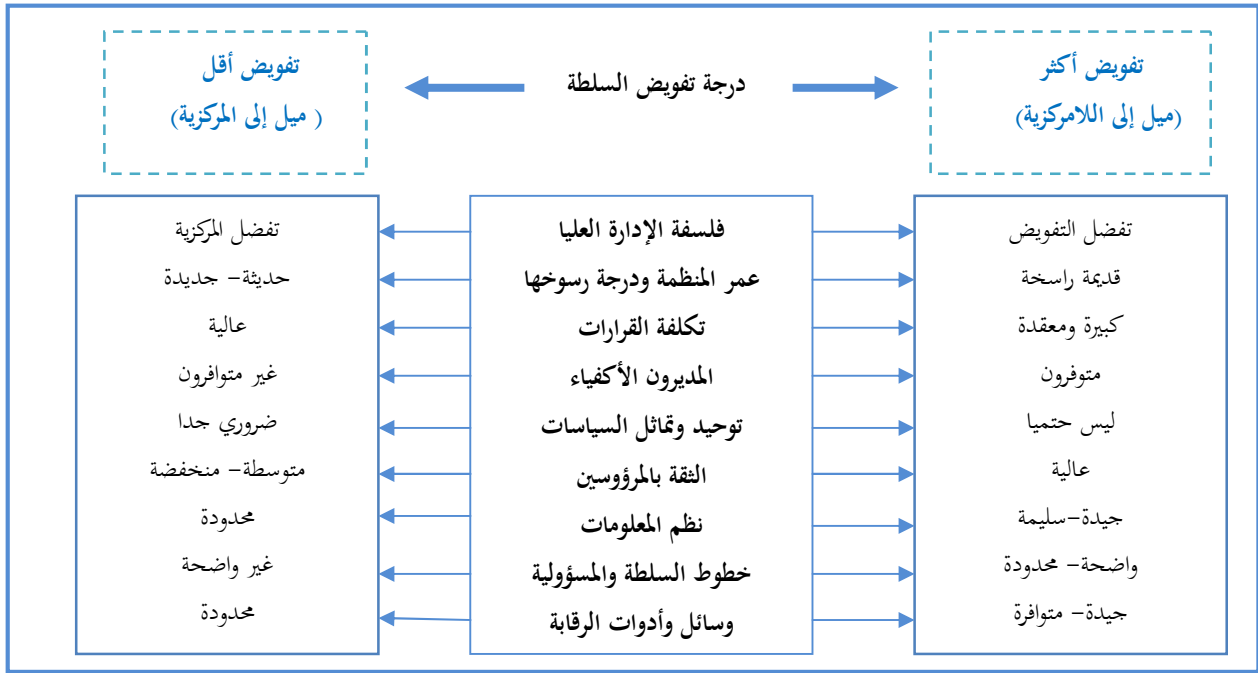 تفويض أكثر
(ميل إلى اللامركزية)
درجة تفويض السلطة
تفويض أقل
( ميل إلى المركزية)
تفضل التفويض
فلسفة الإدارة العليا
تفضل المركزية
قديمة راسخة
عمر المنظمة ودرجة رسوخها
حديثة– جديدة
كبيرة ومعقدة
تكلفة القرارات
عالية
متوفرون
المديرون الأكفياء
غير متوافرون
ليس حتميا
توحيد وتماثل السياسات
ضروري جدا
عالية
الثقة بالمرؤوسين
متوسطة– منخفضة
جيدة–سليمة
نظم المعلومات
محدودة
واضحة– محدودة
خطوط السلطة والمسؤولية
غير واضحة
جيدة– متوافرة
وسائل وأدوات الرقابة
محدودة